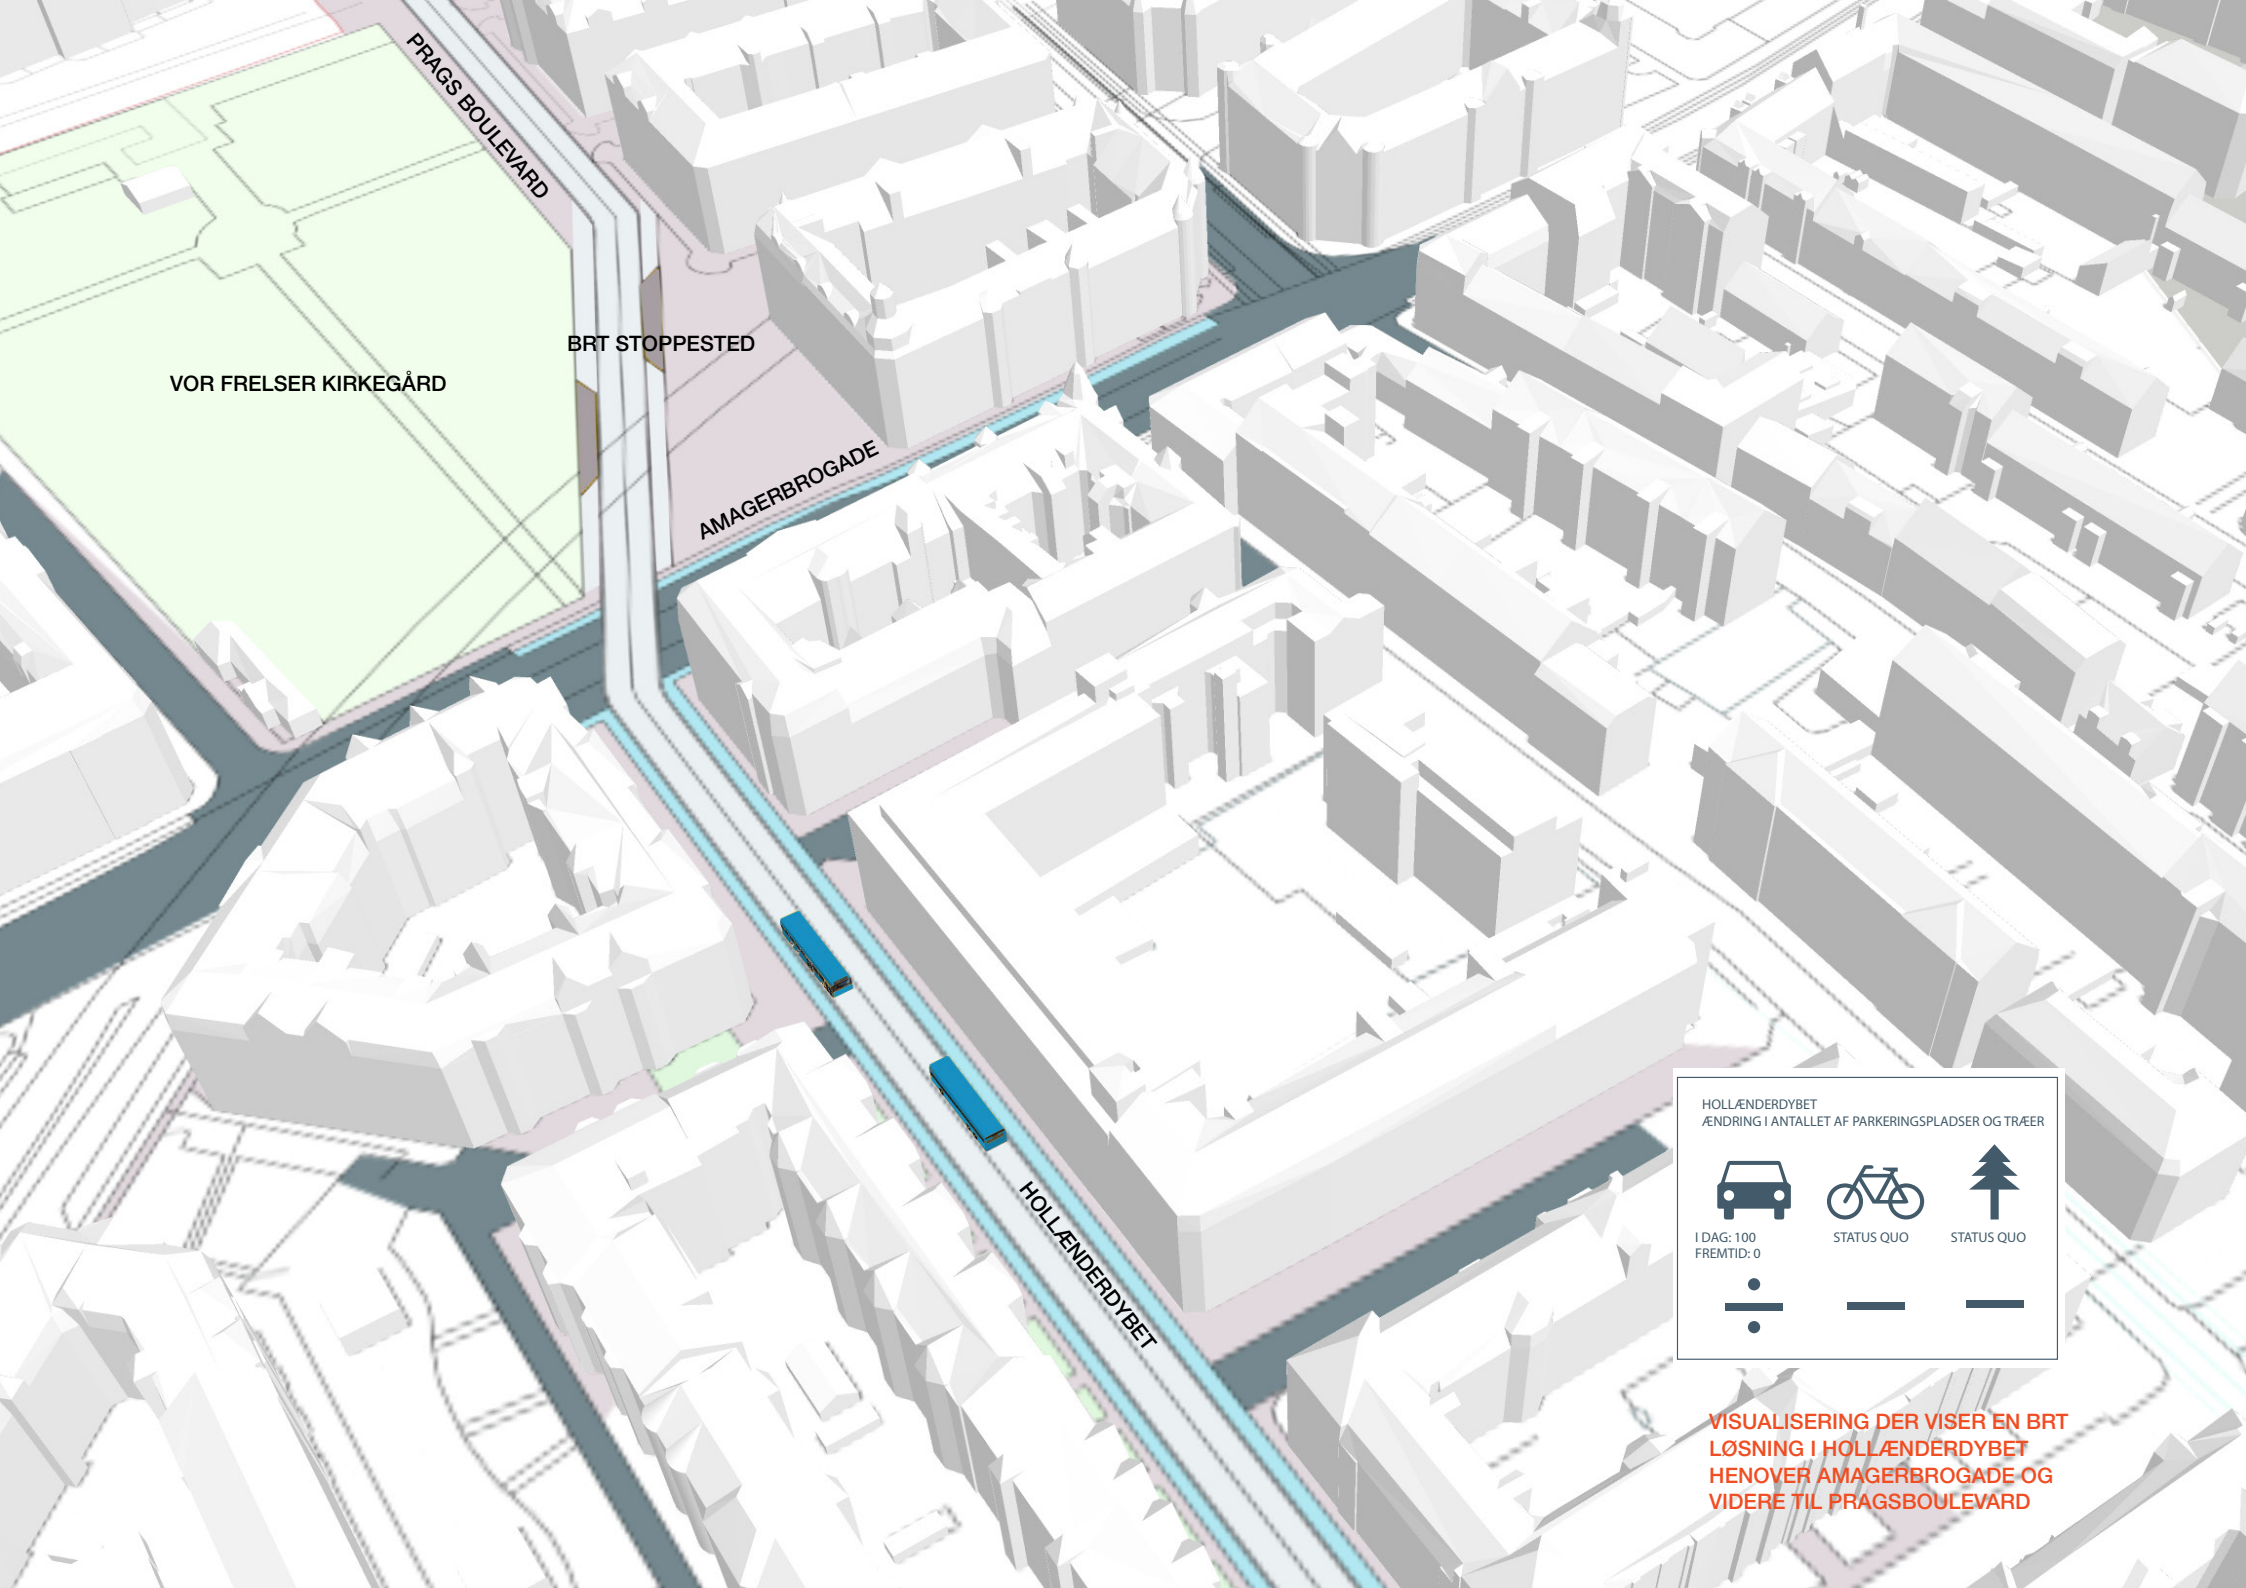 PRAGS BOULEVARD
BRT STOPPESTED
VOR FRELSER KIRKEGÅRD
AMAGERBROGADE
HOLLÆNDERDYBET
HOLLÆNDERDYBET
ÆNDRING I ANTALLET AF PARKERINGSPLADSER OG TRÆER
I DAG: 100
FREMTID: 0
STATUS QUO
STATUS QUO
VISUALISERING DER VISER EN BRT
LØSNING I HOLLÆNDERDYBET
HENOVER AMAGERBROGADE OG
VIDERE TIL PRAGSBOULEVARD